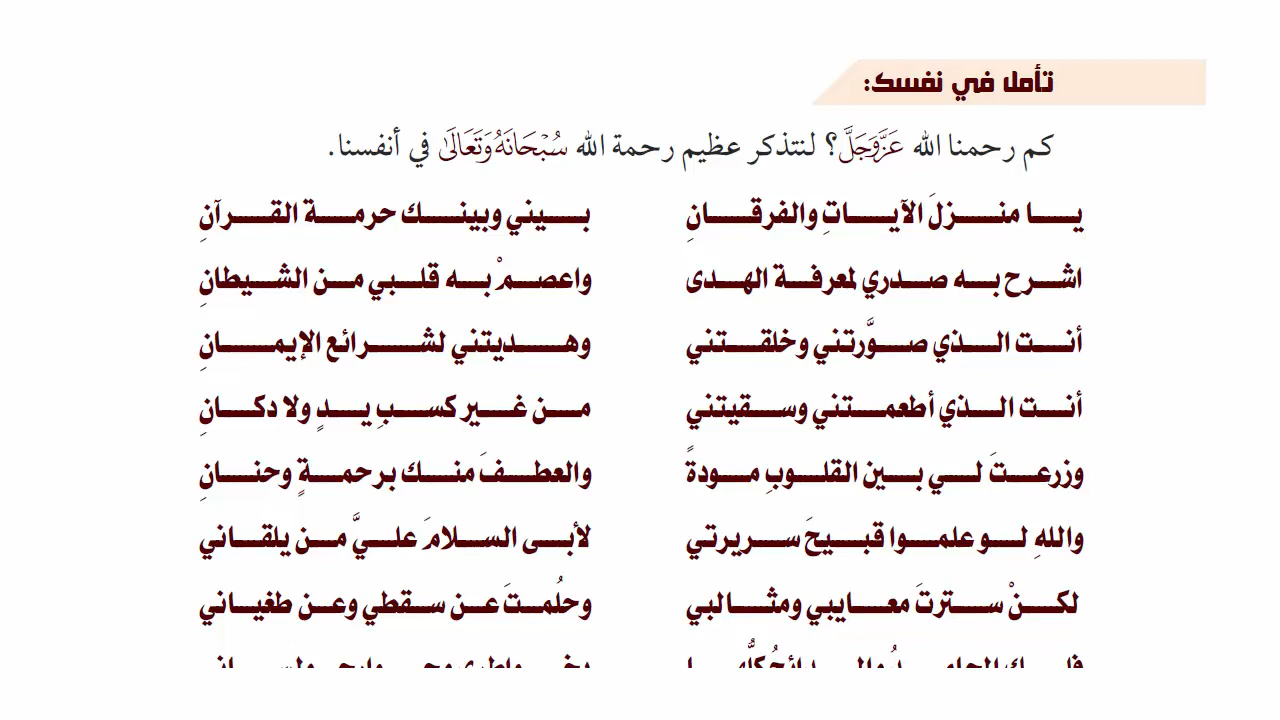 تأمل في نفسك:
كم رحمنا الله عَزَّوَجَلَّ؟ لنتذكر عظيم رحمة الله سُبْحَانَهُ وَتَعَالَى في أنفسنا.
يا منزلَ الآياتِ والفرقانِ بيني وبينك حرمة القرآنِ
اشرح به صدري لمعرفة الهدى واعصمْ به قلبي من الشيطانِ
أنت الذي صوَّرتني وخلقتني وهديتني لشرائع الإيمانِ
أنت الذي أطعمتني وسقيتني من غير كسبِ يدٍ ولا دكانِ
وزرعتَ لي بين القلوبِ مودةً والعطفَ منك برحمةٍ وحنانِ
واللهِ لو علموا قبيحَ سريرتي لأبى السلامَ عليَّ من يلقاني
لكنْ سترتَ معايبي ومثالبي وحلُمتَ عن سقطي وعن طغياني